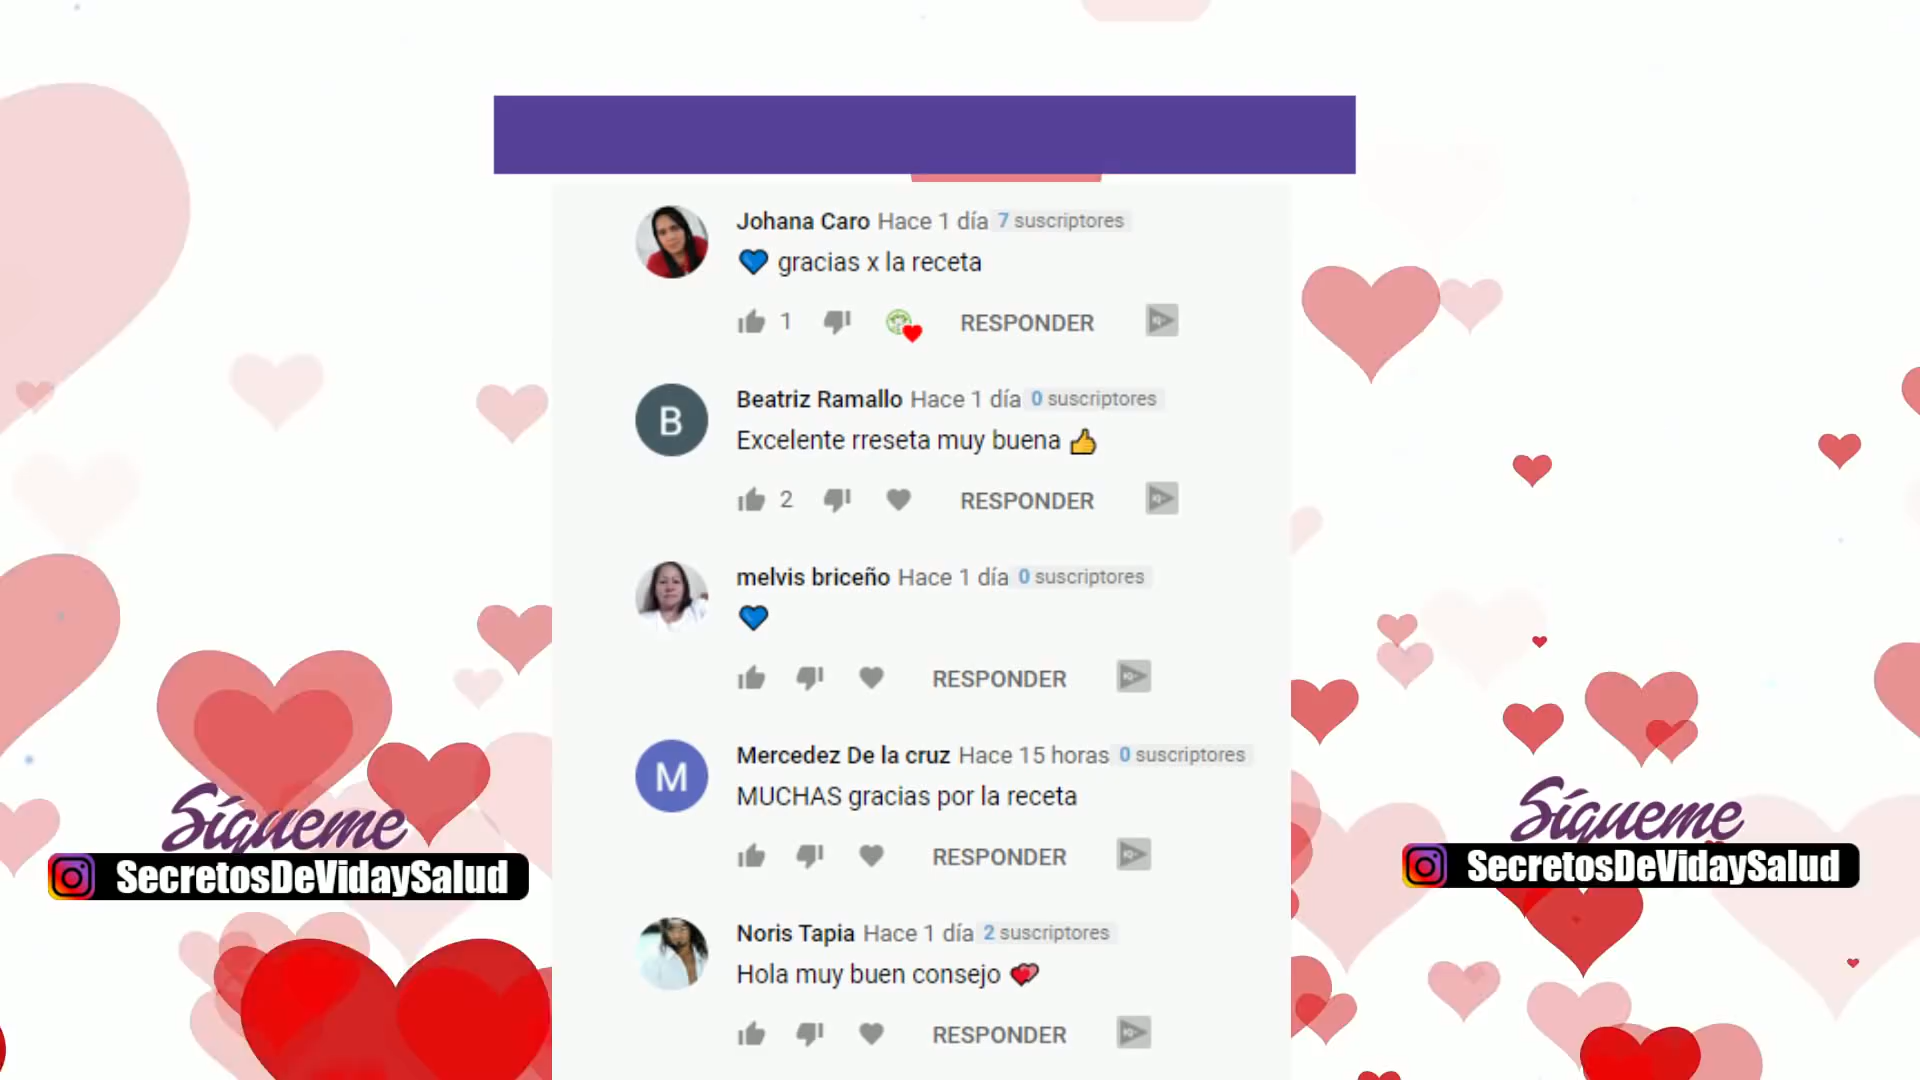 Johana Caro Hace 1 día 7 suscriptores
💙 gracias x la receta
1 RESPONDER
B
Beatriz Ramallo Hace 1 día 0 suscriptores
Excelente rreseta muy buena 👍
2 RESPONDER
melvis briceño Hace 1 día 0 suscriptores
💙
RESPONDER
M
Mercedez De la cruz Hace 15 horas 0 suscriptores
MUCHAS gracias por la receta
RESPONDER
Noris Tapia Hace 1 día 2 suscriptores
Hola muy buen consejo 💕
RESPONDER
Sígueme
SecretosDeVidaySalud
Sígueme
SecretosDeVidaySalud